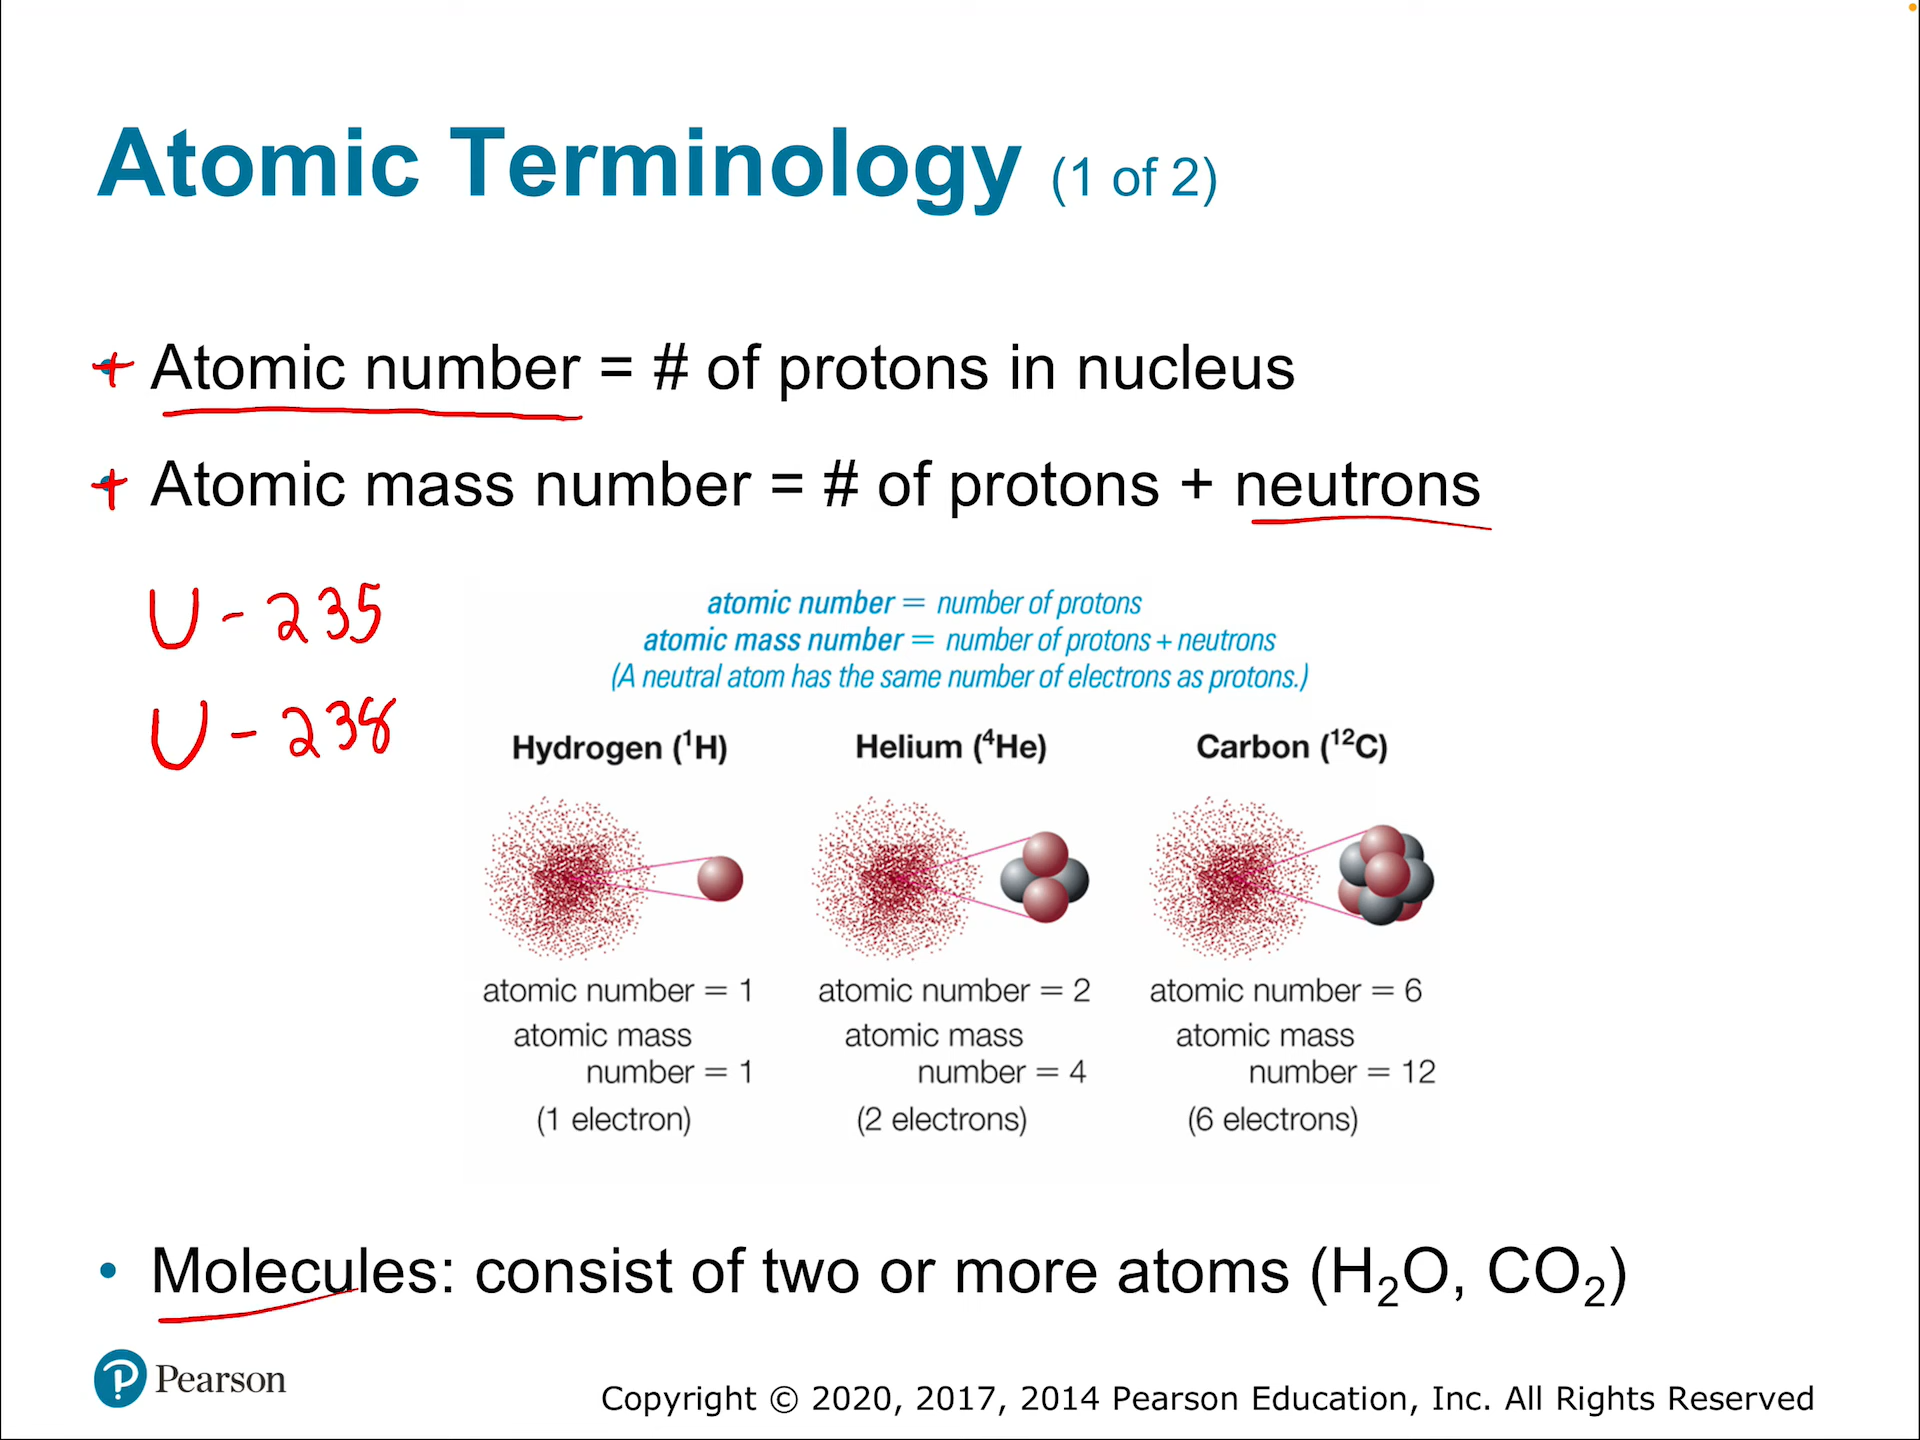 Atomic Terminology (1 of 2)
+ Atomic number = # of protons in nucleus
+ Atomic mass number = # of protons + neutrons
U - 235
U - 238
atomic number = number of protons
atomic mass number = number of protons + neutrons
(A neutral atom has the same number of electrons as protons.)
Hydrogen (¹H)
atomic number = 1
atomic mass
number = 1
(1 electron)
Helium (⁴He)
atomic number = 2
atomic mass
number = 4
(2 electrons)
Carbon (¹²C)
atomic number = 6
atomic mass
number = 12
(6 electrons)
• Molecules: consist of two or more atoms (H₂O, CO₂)
P Pearson
Copyright © 2020, 2017, 2014 Pearson Education, Inc. All Rights Reserved